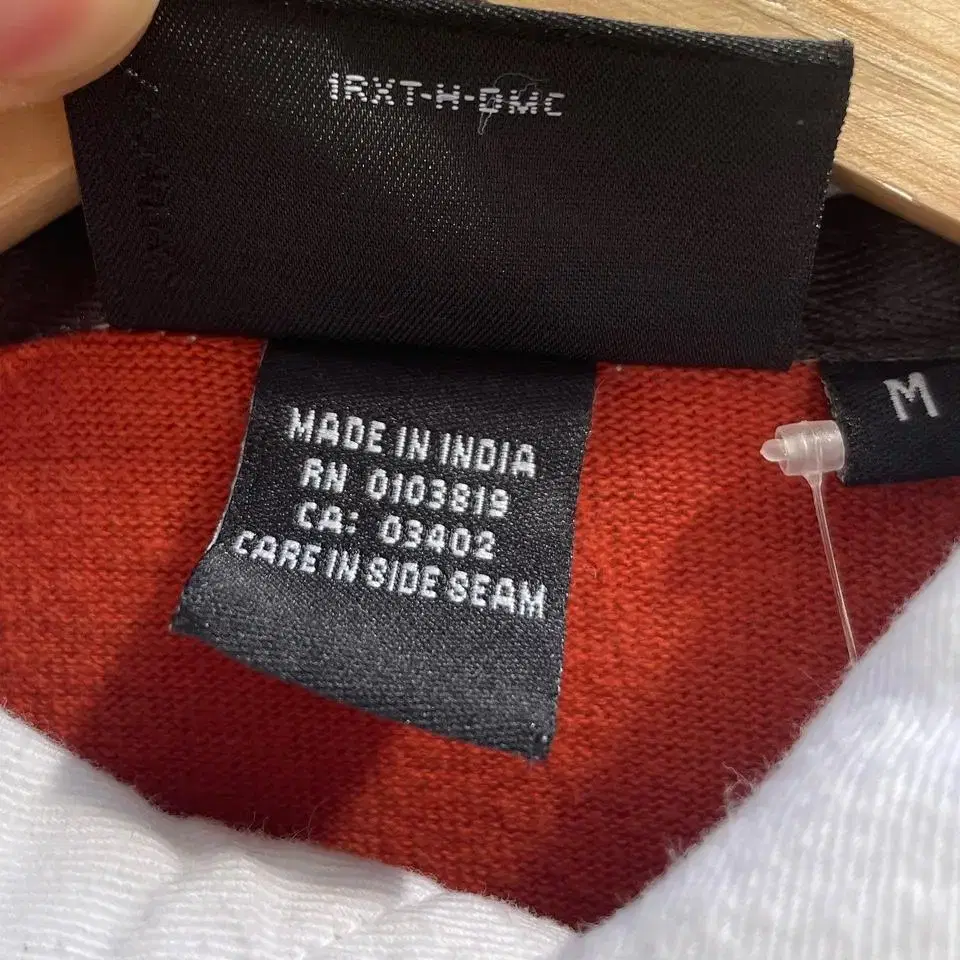 1RXT-H-DMC
MADE IN INDIA
RN 0103819
CA: 03402
CARE IN SIDE SEAM
M